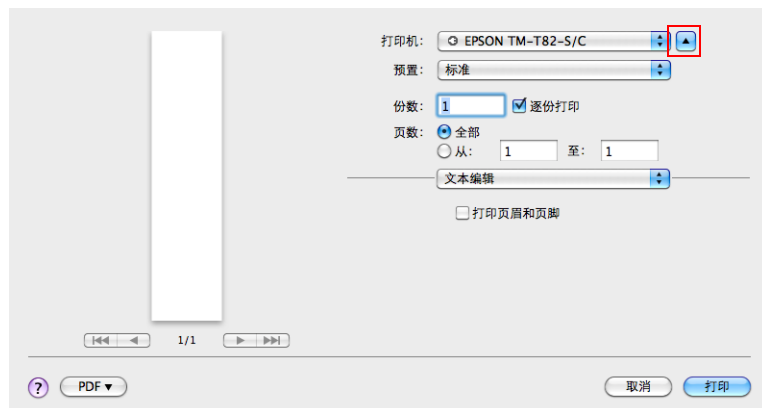 打印机: EPSON TM-T82-S/C
预置: 标准
份数: 1 逐份打印
页数: 全部
从: 1 至: 1
文本编辑
打印页眉和页脚
1/1
? PDF 取消 打印